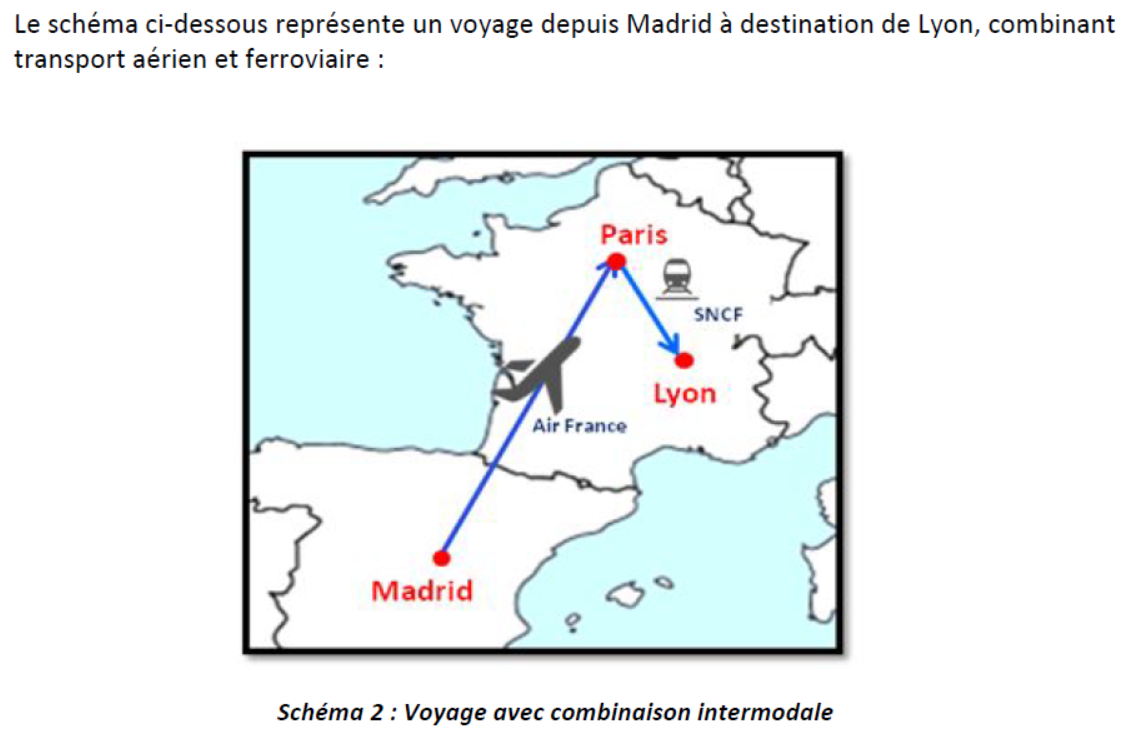 Le schéma ci-dessous représente un voyage depuis Madrid à destination de Lyon, combinant
transport aérien et ferroviaire :
Paris
SNCF
Lyon
Air France
Madrid
Schéma 2 : Voyage avec combinaison intermodale